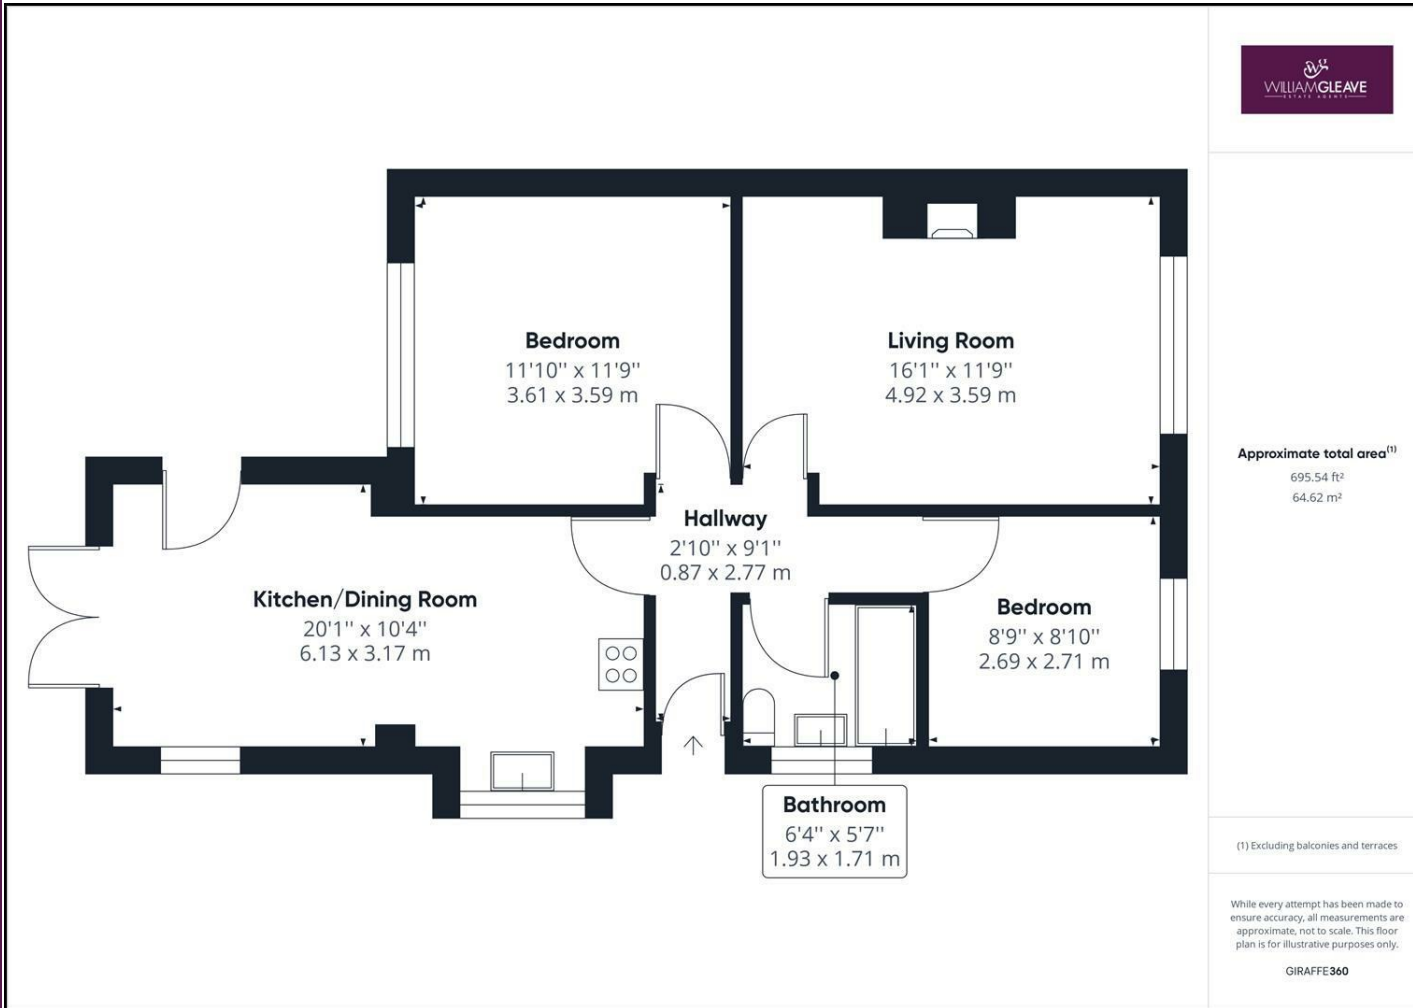 WILLIAMGLEAVE
ESTATE AGENTS
Bedroom
11'10'' x 11'9''
3.61 x 3.59 m
Living Room
16'1'' x 11'9''
4.92 x 3.59 m
Approximate total area(1)
695.54 ft²
64.62 m²
Hallway
2'10'' x 9'1''
0.87 x 2.77 m
Kitchen/Dining Room
20'1'' x 10'4''
6.13 x 3.17 m
Bedroom
8'9'' x 8'10''
2.69 x 2.71 m
Bathroom
6'4'' x 5'7''
1.93 x 1.71 m
(1) Excluding balconies and terraces
While every attempt has been made to
ensure accuracy, all measurements are
approximate, not to scale. This floor
plan is for illustrative purposes only.
GIRAFFE360